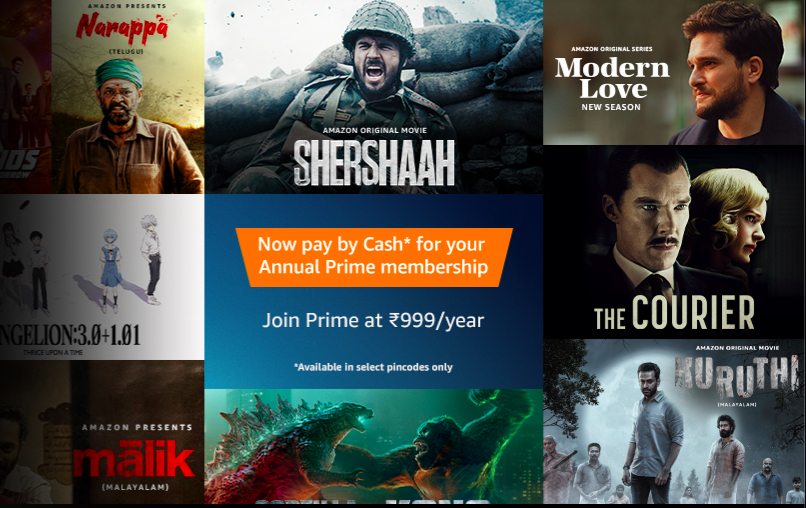 AMAZON PRESENTS
Narappa
(TELUGU)
AMAZON ORIGINAL MOVIE
SHERSHAAH
AMAZON ORIGINAL SERIES
Modern
Love
NEW SEASON
NGELION:3.0+1.01
THRICE UPON A TIME
Now pay by Cash* for your
Annual Prime membership
Join Prime at ₹999/year
*Available in select pincodes only
THE COURIER
AMAZON PRESENTS
mālik
(MALAYALAM)
AMAZON ORIGINAL MOVIE
KURUTHI
(MALAYALAM)